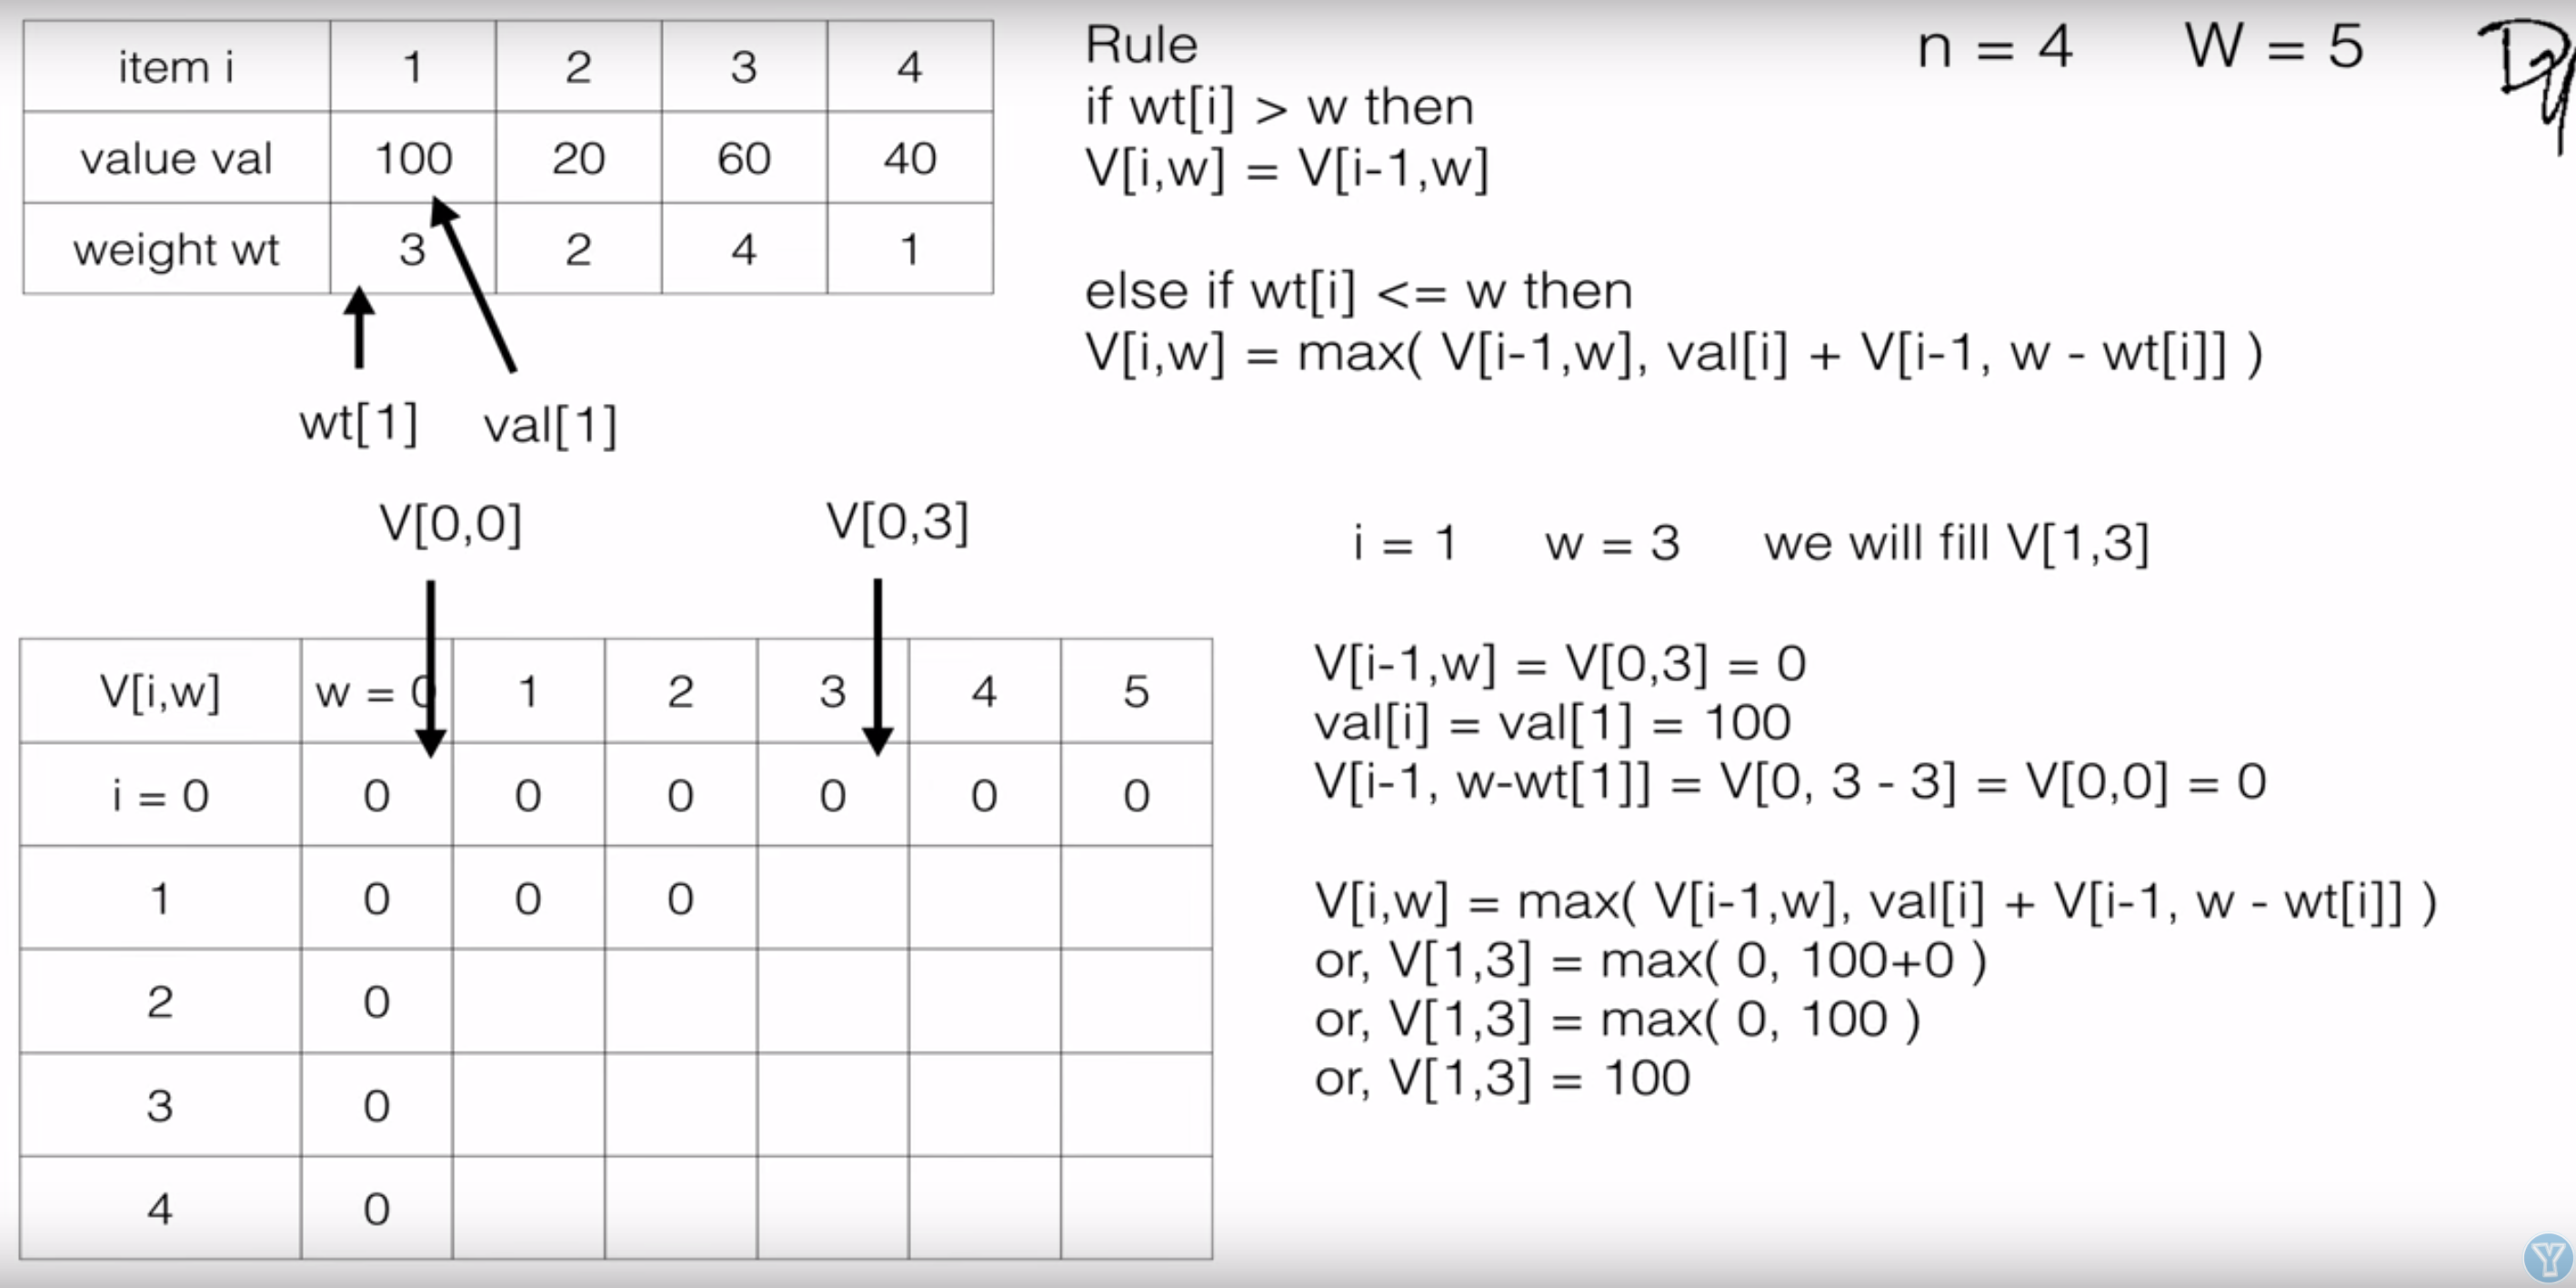 item i 1 2 3 4
value val 100 20 60 40
weight wt 3 2 4 1
wt[1] val[1]
Rule
if wt[i] > w then
V[i,w] = V[i-1,w]
else if wt[i] <= w then
V[i,w] = max( V[i-1,w], val[i] + V[i-1, w - wt[i]] )
n = 4 W = 5
V[0,0] V[0,3]
V[i,w] w = 0 1 2 3 4 5
i = 0 0 0 0 0 0 0
1 0 0 0
2 0
3 0
4 0
i = 1 w = 3 we will fill V[1,3]
V[i-1,w] = V[0,3] = 0
val[i] = val[1] = 100
V[i-1, w-wt[1]] = V[0, 3 - 3] = V[0,0] = 0
V[i,w] = max( V[i-1,w], val[i] + V[i-1, w - wt[i]] )
or, V[1,3] = max( 0, 100+0 )
or, V[1,3] = max( 0, 100 )
or, V[1,3] = 100
Y